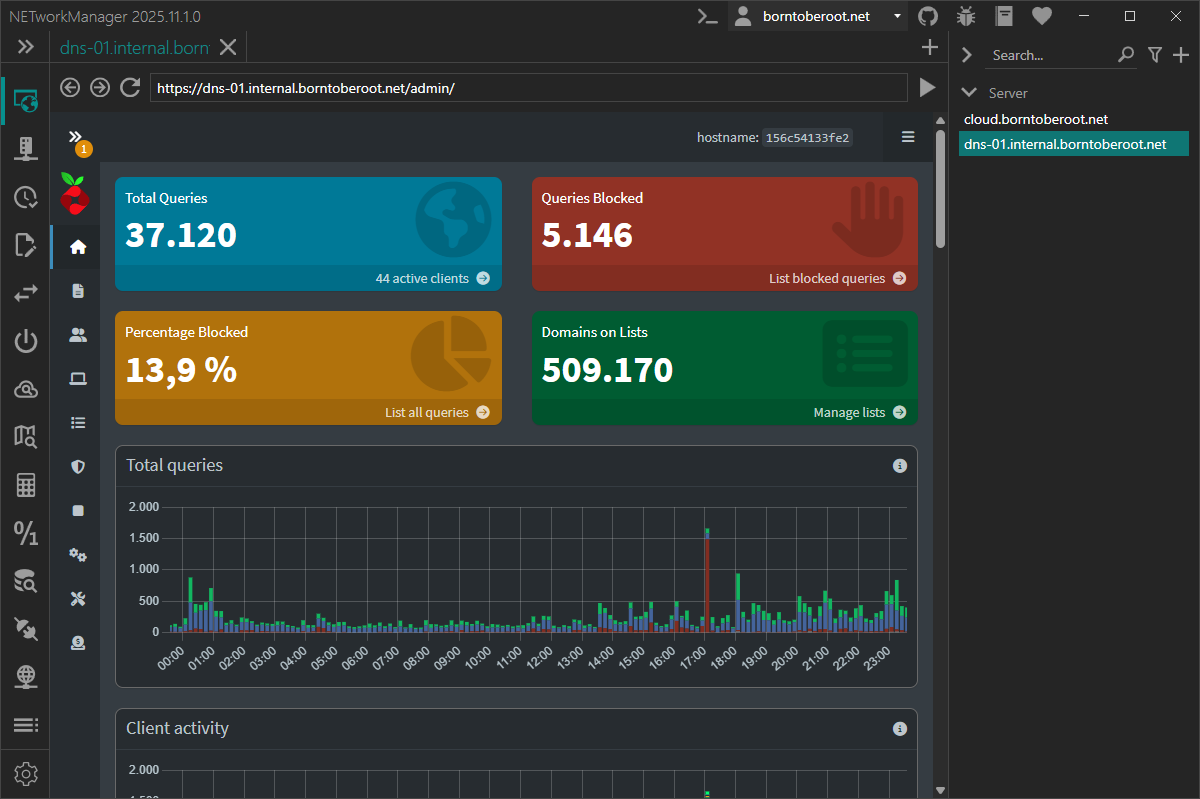 NETworkManager 2025.11.1.0
borntoberoot.net
dns-01.internal.born
Search...
https://dns-01.internal.borntoberoot.net/admin/
Server
cloud.borntoberoot.net
dns-01.internal.borntoberoot.net
1
hostname: 156c54133fe2
Total Queries
37.120
44 active clients
Queries Blocked
5.146
List blocked queries
Percentage Blocked
13,9 %
List all queries
Domains on Lists
509.170
Manage lists
Total queries
2.000
1.500
1.000
500
0
00:00 01:00 02:00 03:00 04:00 05:00 06:00 07:00 08:00 09:00 10:00 11:00 12:00 13:00 14:00 15:00 16:00 17:00 18:00 19:00 20:00 21:00 22:00 23:00
Client activity
2.000
1.500